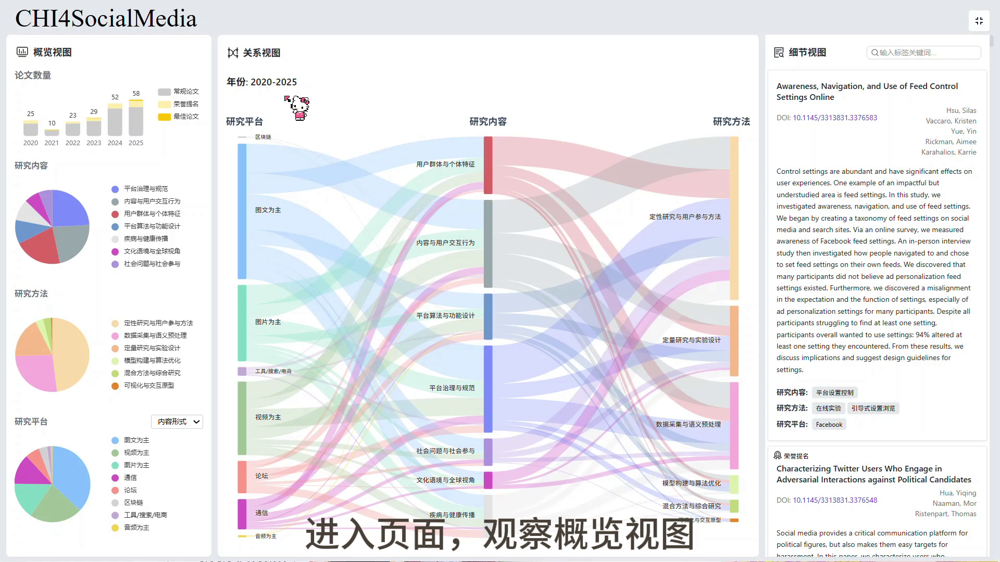 CHI4SocialMedia
概览视图
论文数量
25
10
23
29
52
58
2020
2021
2022
2023
2024
2025
常规论文
荣誉提名
最佳论文
研究内容
平台治理与规范
内容与用户交互行为
用户群体与个体特征
平台算法与功能设计
疾病与健康传播
文化语境与全球视角
社会问题与社会参与
研究方法
定性研究与用户参与方法
数据采集与语义预处理
定量研究与实验设计
模型构建与算法优化
混合方法与综合研究
可视化与交互原型
研究平台
内容形式
图文为主
视频为主
图片为主
通信
论坛
区块链
工具/搜索/电商
音频为主
关系视图
年份: 2020-2025
研究平台
研究内容
研究方法
区块链
图文为主
图片为主
工具/搜索/电商
视频为主
论坛
通信
音频为主
用户群体与个体特征
内容与用户交互行为
平台算法与功能设计
平台治理与规范
社会问题与社会参与
文化语境与全球视角
疾病与健康传播
定性研究与用户参与方法
定量研究与实验设计
数据采集与语义预处理
模型构建与算法优化
混合方法与综合研究
可视化与交互原型
进入页面，观察概览视图
细节视图
输入标签关键词...
Awareness, Navigation, and Use of Feed Control
Settings Online
DOI: 10.1145/3313831.3376583
Hsu, Silas
Vaccaro, Kristen
Yue, Yin
Rickman, Aimee
Karahalios, Karrie
Control settings are abundant and have significant effects on
user experiences. One example of an impactful but
understudied area is feed settings. In this study, we
investigated awareness, navigation, and use of feed settings.
We began by creating a taxonomy of feed settings on social
media and search sites. Via an online survey, we measured
awareness of Facebook feed settings. An in-person interview
study then investigated how people navigated to and chose
to set feed settings on their own feeds. We discovered that
many participants did not believe ad personalization feed
settings existed. Furthermore, we discovered a misalignment
in the expectation and the function of settings, especially of
ad personalization settings for many participants. Despite all
participants struggling to find at least one setting,
participants overall wanted to use settings: 94% altered at
least one setting they encountered. From these results, we
discuss implications and suggest design guidelines for
settings.
研究内容: 平台设置控制
研究方法: 在线实验 引导式设置浏览
研究平台: Facebook
荣誉提名
Characterizing Twitter Users Who Engage in
Adversarial Interactions against Political Candidates
DOI: 10.1145/3313831.3376548
Hua, Yiqing
Naaman, Mor
Ristenpart, Thomas
Social media provides a critical communication platform for
political figures, but also makes them easy targets for
harassment. In this paper, we characterize users who